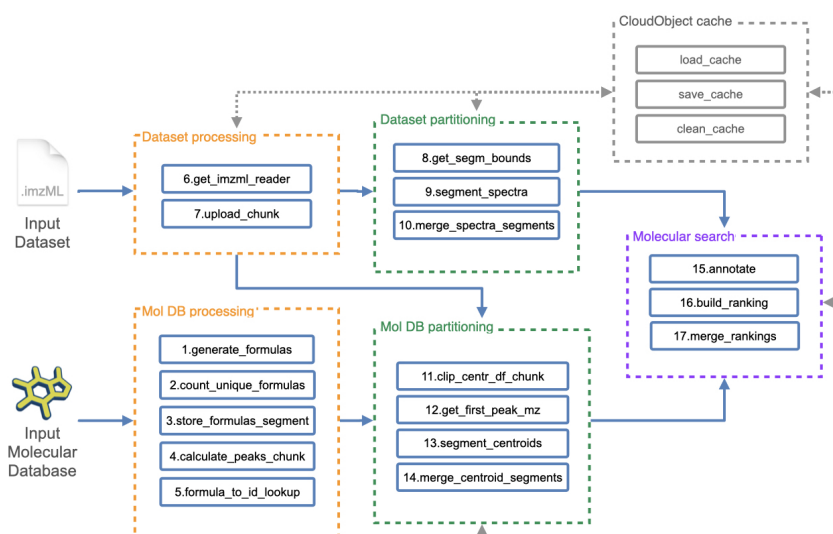 CloudObject cache
load_cache
save_cache
clean_cache
Dataset processing
6.get_imzml_reader
7.upload_chunk
Dataset partitioning
8.get_segm_bounds
9.segment_spectra
10.merge_spectra_segments
.imzML
Input
Dataset
Molecular search
15.annotate
16.build_ranking
17.merge_rankings
Mol DB processing
1.generate_formulas
2.count_unique_formulas
3.store_formulas_segment
4.calculate_peaks_chunk
5.formula_to_id_lookup
Mol DB partitioning
11.clip_centr_df_chunk
12.get_first_peak_mz
13.segment_centroids
14.merge_centroid_segments
Input
Molecular
Database